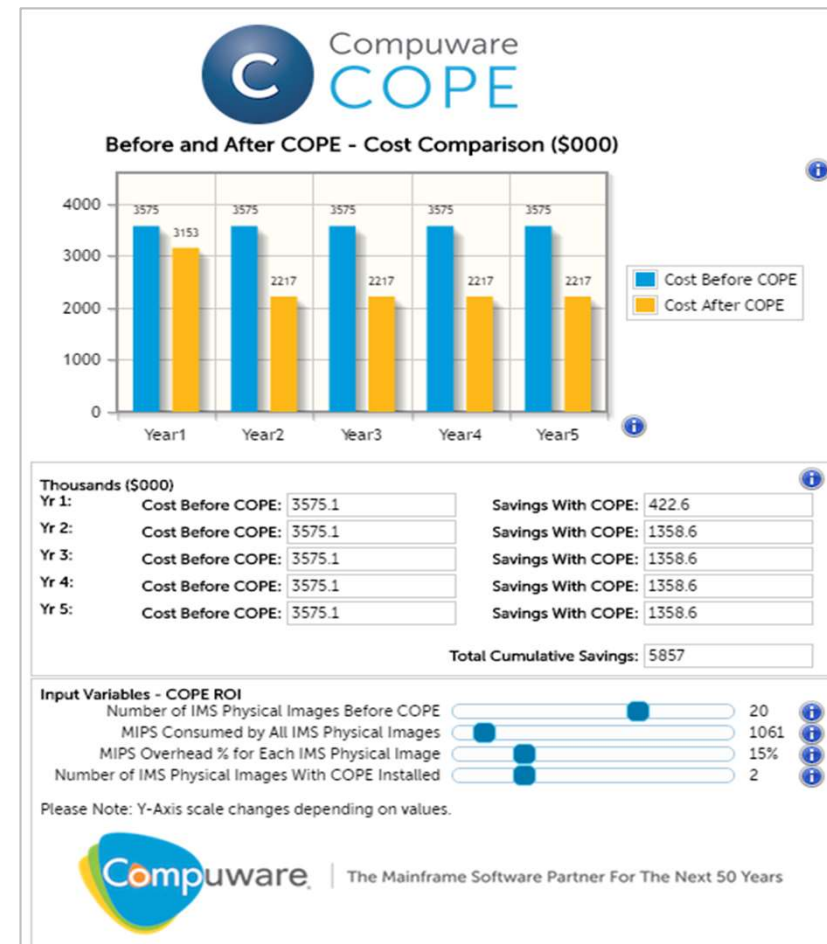 C
Compuware
COPE
Before and After COPE - Cost Comparison ($000)
4000
3000
2000
1000
0
3575 3153 3575 2217 3575 2217 3575 2217 3575 2217
Year1 Year2 Year3 Year4 Year5
Cost Before COPE
Cost After COPE
Thousands ($000)
Yr 1: Cost Before COPE: 3575.1 Savings With COPE: 422.6
Yr 2: Cost Before COPE: 3575.1 Savings With COPE: 1358.6
Yr 3: Cost Before COPE: 3575.1 Savings With COPE: 1358.6
Yr 4: Cost Before COPE: 3575.1 Savings With COPE: 1358.6
Yr 5: Cost Before COPE: 3575.1 Savings With COPE: 1358.6
Total Cumulative Savings: 5857
Input Variables - COPE ROI
Number of IMS Physical Images Before COPE 20
MIPS Consumed by All IMS Physical Images 1061
MIPS Overhead % for Each IMS Physical Image 15%
Number of IMS Physical Images With COPE Installed 2
Please Note: Y-Axis scale changes depending on values.
Compuware. The Mainframe Software Partner For The Next 50 Years